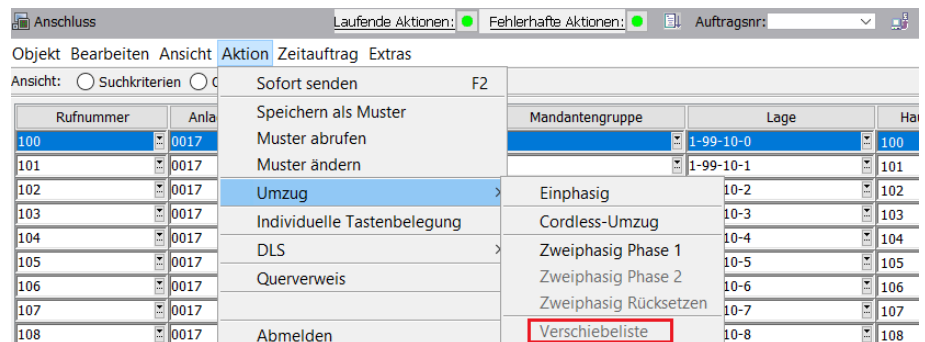 Anschluss Laufende Aktionen: Fehlerhafte Aktionen: Auftragsnr:
Objekt Bearbeiten Ansicht Aktion Zeitauftrag Extras
Ansicht: Suchkriterien
Sofort senden F2
Speichern als Muster
Muster abrufen
Muster ändern
Umzug
Individuelle Tastenbelegung
DLS
Querverweis
Abmelden
Einphasig
Cordless-Umzug
Zweiphasig Phase 1
Zweiphasig Phase 2
Zweiphasig Rücksetzen
Verschiebeliste
Rufnummer Anla Mandantengruppe Lage Hau
100 0017 1-99-10-0 100
101 0017 1-99-10-1 101
102 0017 10-2 102
103 0017 10-3 103
104 0017 10-4 104
105 0017 10-5 105
106 0017 10-6 106
107 0017 10-7 107
108 0017 10-8 108